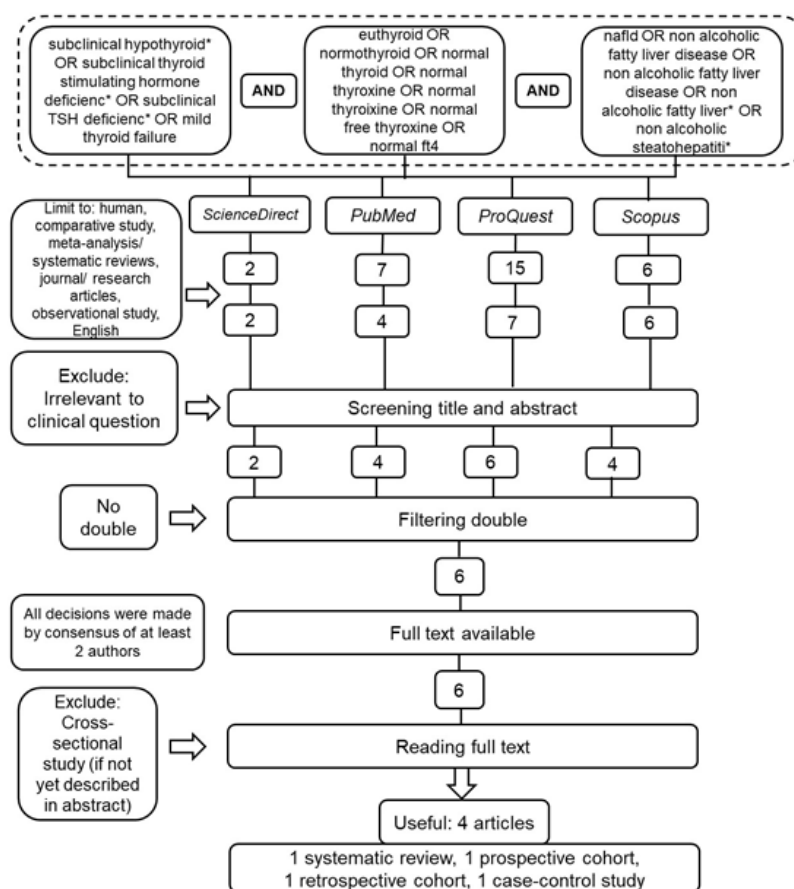 subclinical hypothyroid*
OR subclinical thyroid
stimulating hormone
deficienc* OR subclinical
TSH deficienc* OR mild
thyroid failure
AND
euthyroid OR
normothyroid OR normal
thyroid OR normal
thyroxine OR normal
thyroixine OR normal
free thyroxine OR
normal ft4
AND
nafld OR non alcoholic
fatty liver disease OR
non alcoholic fatty liver
disease OR non
alcoholic fatty liver* OR
non alcoholic
steatohepatiti*
Limit to: human,
comparative study,
meta-analysis/
systematic reviews,
journal/ research
articles,
observational study,
English
ScienceDirect PubMed ProQuest Scopus
2 7 15 6
2 4 7 6
Exclude:
Irrelevant to
clinical question
Screening title and abstract
2 4 6 4
No
double
Filtering double
6
All decisions were made
by consensus of at least
2 authors
Full text available
6
Exclude:
Cross-
sectional
study (if not
yet described
in abstract)
Reading full text
Useful: 4 articles
1 systematic review, 1 prospective cohort,
1 retrospective cohort, 1 case-control study